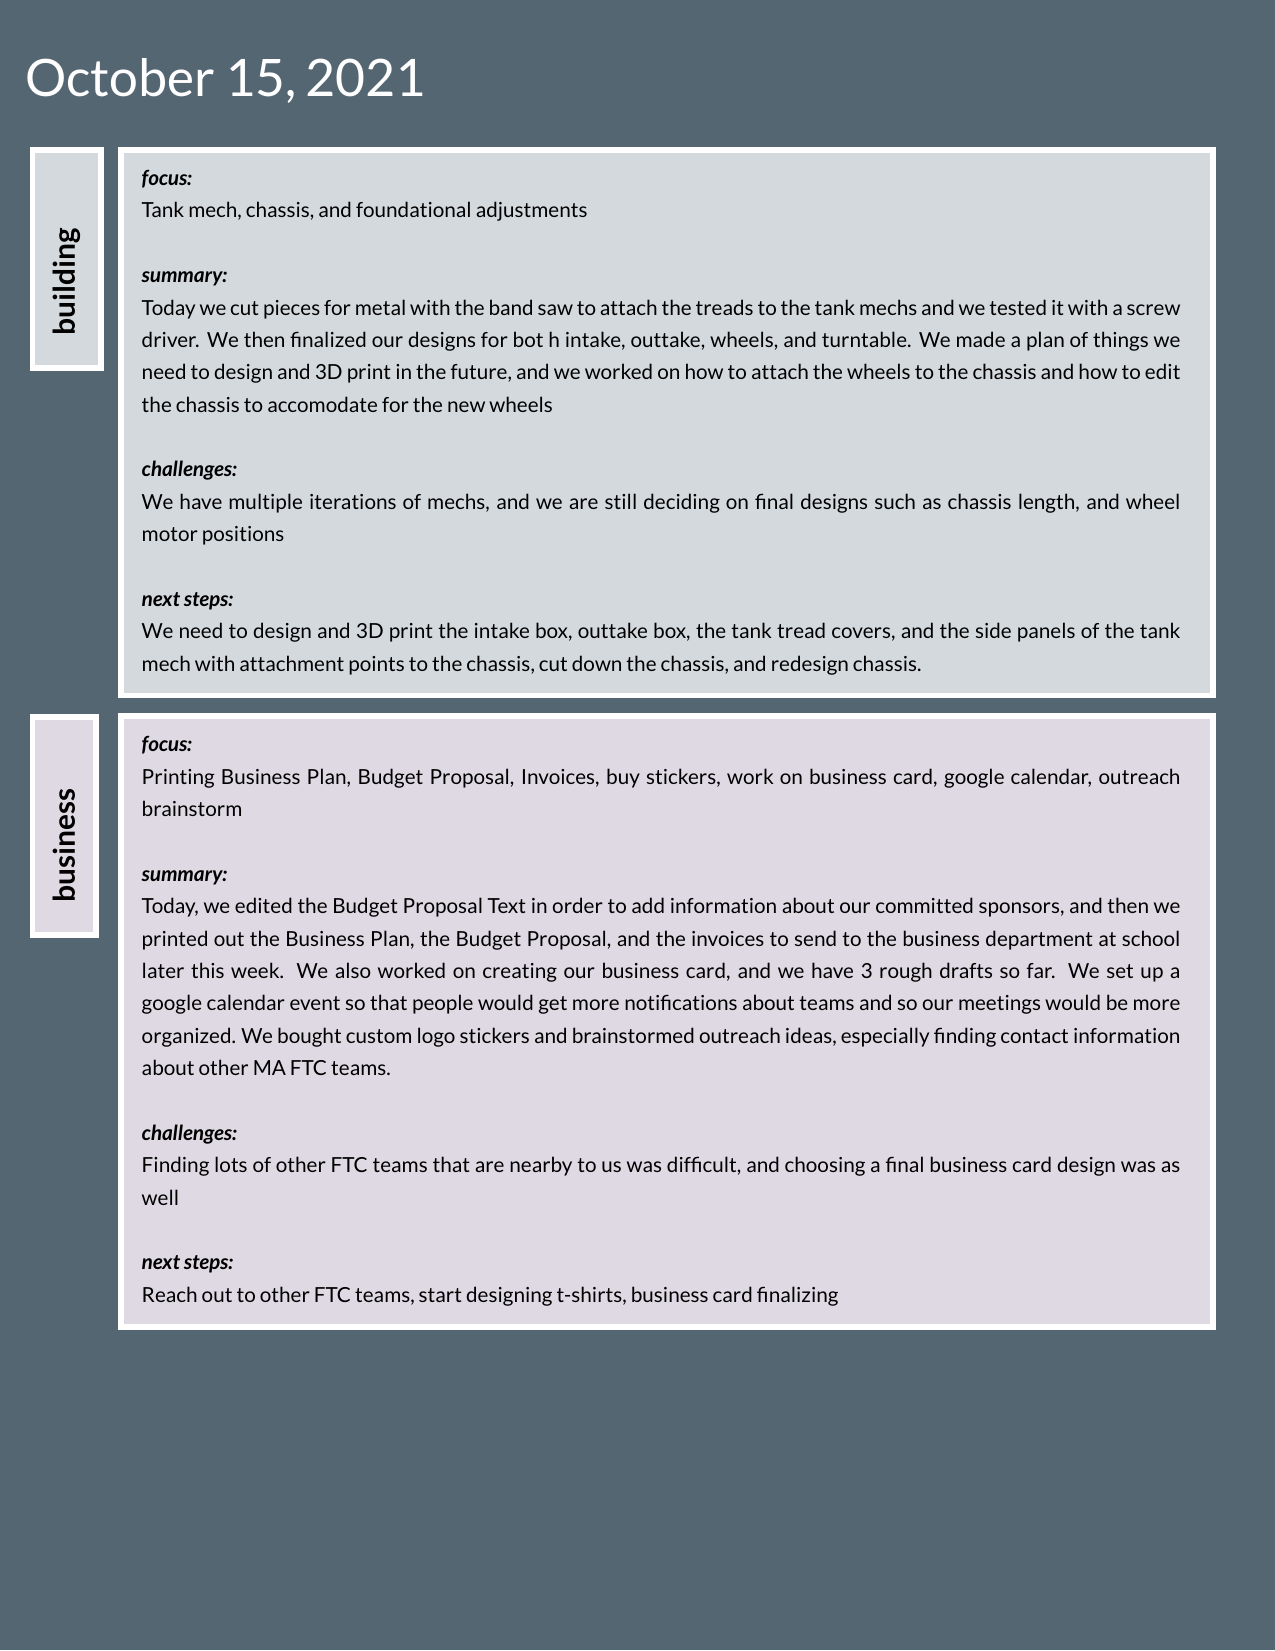 October 15, 2021
building
focus:
Tank mech, chassis, and foundational adjustments
summary:
Today we cut pieces for metal with the band saw to attach the treads to the tank mechs and we tested it with a screw
driver. We then finalized our designs for bot h intake, outtake, wheels, and turntable. We made a plan of things we
need to design and 3D print in the future, and we worked on how to attach the wheels to the chassis and how to edit
the chassis to accomodate for the new wheels
challenges:
We have multiple iterations of mechs, and we are still deciding on final designs such as chassis length, and wheel
motor positions
next steps:
We need to design and 3D print the intake box, outtake box, the tank tread covers, and the side panels of the tank
mech with attachment points to the chassis, cut down the chassis, and redesign chassis.
business
focus:
Printing Business Plan, Budget Proposal, Invoices, buy stickers, work on business card, google calendar, outreach
brainstorm
summary:
Today, we edited the Budget Proposal Text in order to add information about our committed sponsors, and then we
printed out the Business Plan, the Budget Proposal, and the invoices to send to the business department at school
later this week. We also worked on creating our business card, and we have 3 rough drafts so far. We set up a
google calendar event so that people would get more notifications about teams and so our meetings would be more
organized. We bought custom logo stickers and brainstormed outreach ideas, especially finding contact information
about other MA FTC teams.
challenges:
Finding lots of other FTC teams that are nearby to us was difficult, and choosing a final business card design was as
well
next steps:
Reach out to other FTC teams, start designing t-shirts, business card finalizing